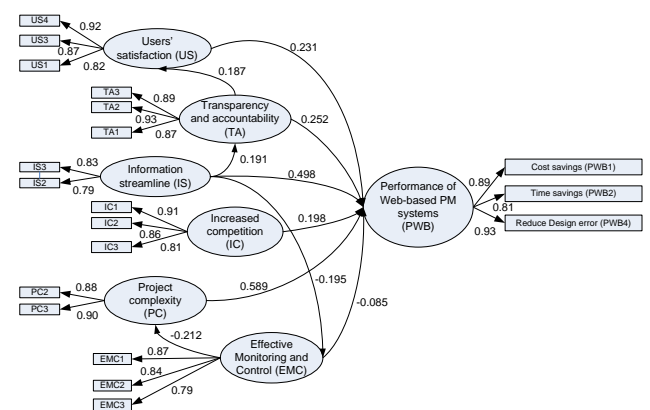 US4
0.92
US3
0.87
US1
0.82
Users'
satisfaction (US)
0.231
0.187
TA3
0.89
TA2
0.93
TA1
0.87
Transparency
and accountability
(TA)
0.252
0.191
IS3
0.83
IS2
0.79
Information
streamline (IS)
0.498
IC1
0.91
IC2
0.86
IC3
0.81
Increased
competition
(IC)
0.198
Performance of
Web-based PM
systems
(PWB)
Cost savings (PWB1)
0.89
Time savings (PWB2)
0.81
Reduce Design error (PWB4)
0.93
PC2
0.88
PC3
0.90
Project
complexity
(PC)
0.589
-0.195
-0.085
-0.212
EMC1
0.87
EMC2
0.84
EMC3
0.79
Effective
Monitoring and
Control (EMC)